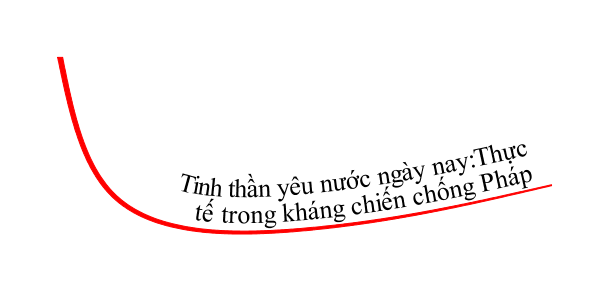 Tinh thần yêu nước ngày nay:Thực
tế trong kháng chiến chống Pháp